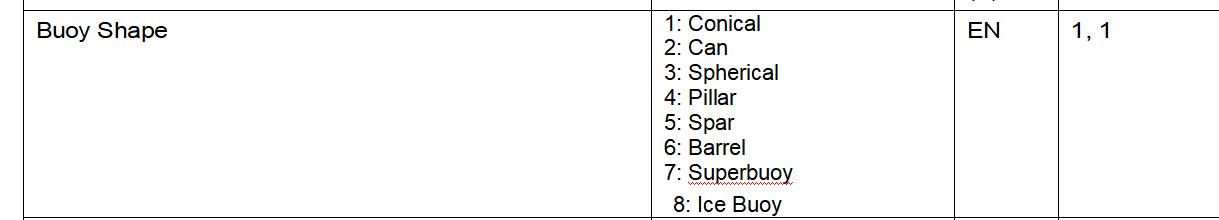 Buoy Shape
1: Conical
2: Can
3: Spherical
4: Pillar
5: Spar
6: Barrel
7: Superbuoy
8: Ice Buoy
EN
1, 1